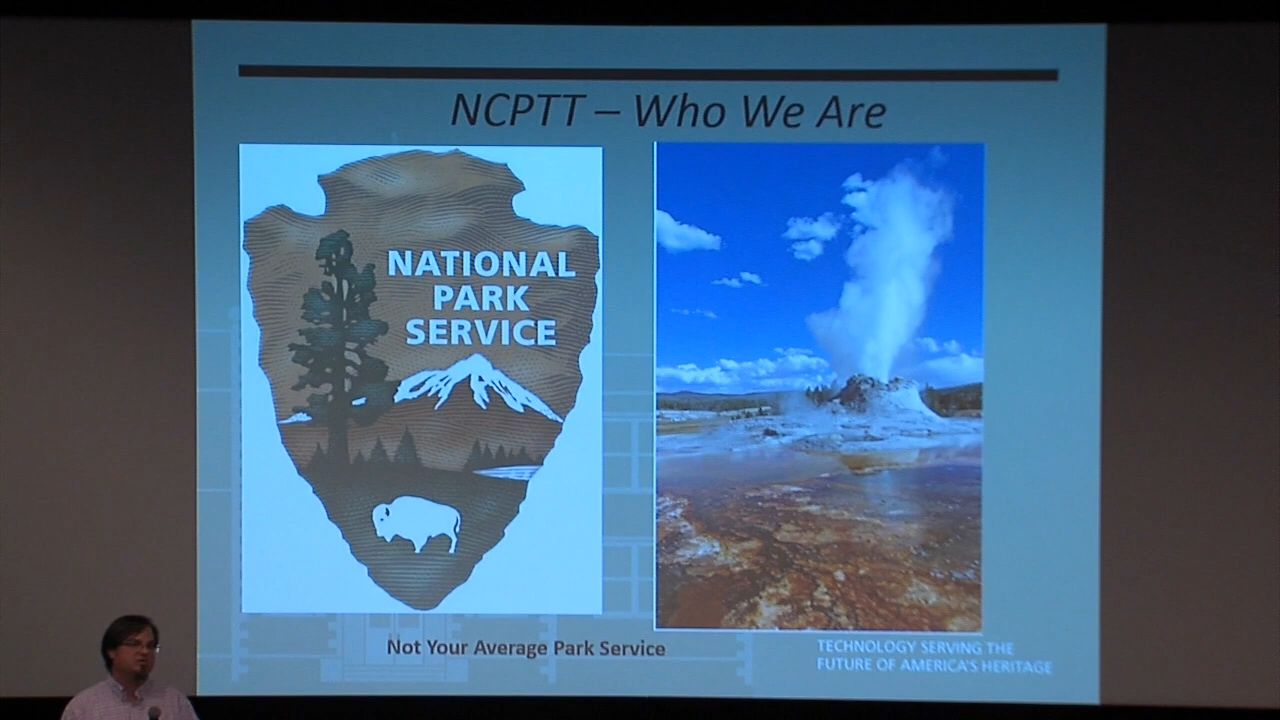 NCPTT – Who We Are
NATIONAL
PARK
SERVICE
Not Your Average Park Service
TECHNOLOGY SERVING THE
FUTURE OF AMERICA'S HERITAGE